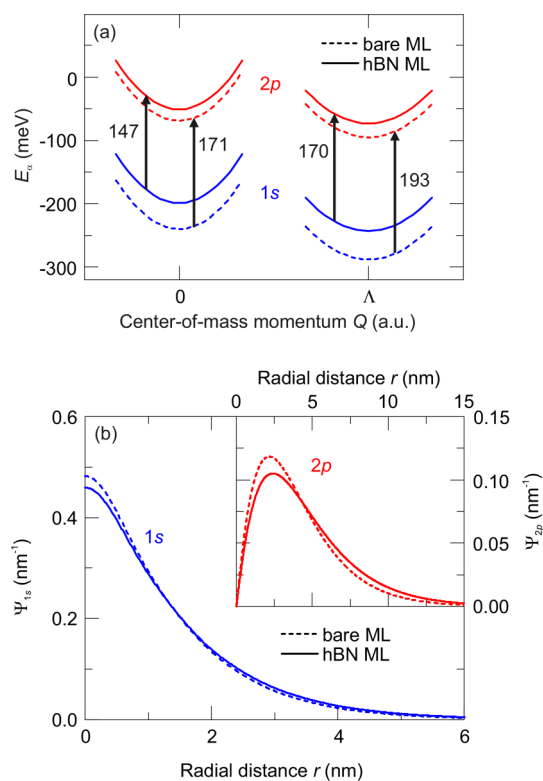 (a)
bare ML
hBN ML
2p
147
171
170
193
1s
0
-100
-200
-300
E_α (meV)
0
Λ
Center-of-mass momentum Q (a.u.)
Radial distance r (nm)
0
5
10
15
(b)
2p
1s
0.15
0.10
0.05
0.00
Ψ_2p (nm⁻¹)
0.6
0.4
0.2
0.0
Ψ_1s (nm⁻¹)
bare ML
hBN ML
0
2
4
6
Radial distance r (nm)